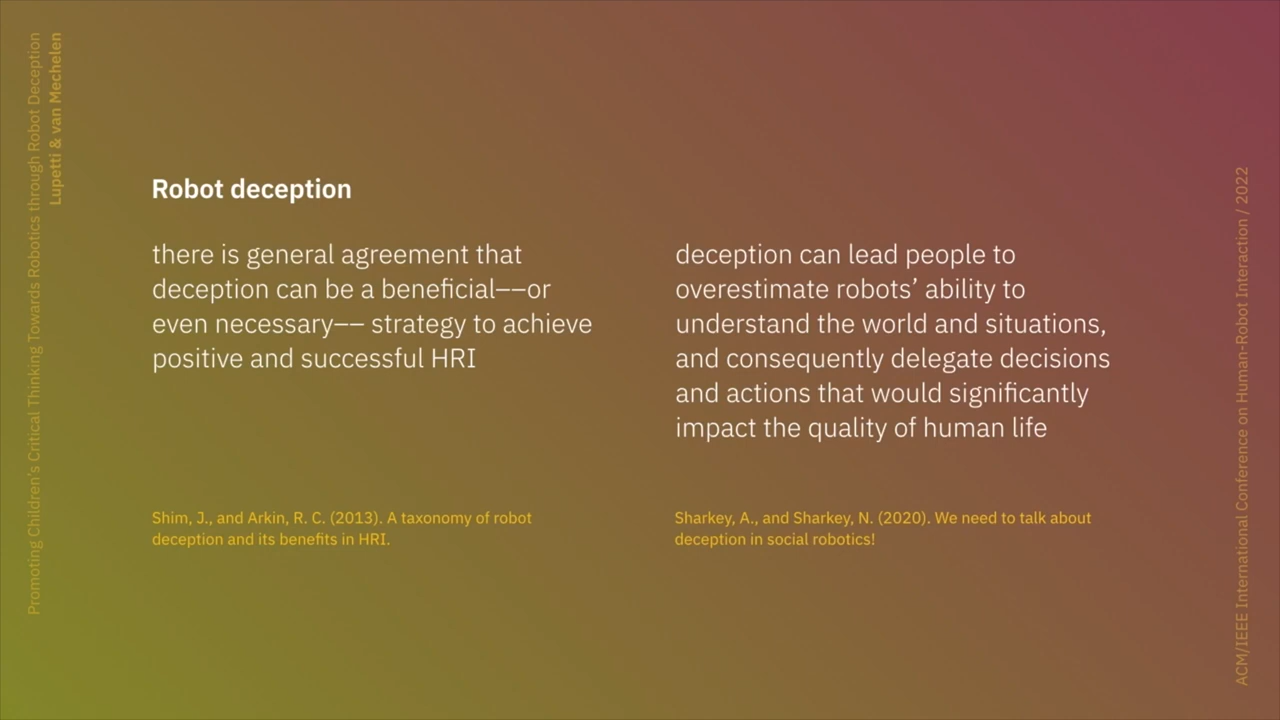 Promoting Children's Critical Thinking Towards Robotics through Robot Deception
Lupetti & van Mechelen
Robot deception
there is general agreement that
deception can be a beneficial––or
even necessary–– strategy to achieve
positive and successful HRI
Shim, J., and Arkin, R. C. (2013). A taxonomy of robot
deception and its benefits in HRI.
deception can lead people to
overestimate robots’ ability to
understand the world and situations,
and consequently delegate decisions
and actions that would significantly
impact the quality of human life
Sharkey, A., and Sharkey, N. (2020). We need to talk about
deception in social robotics!
ACM/IEEE International Conference on Human-Robot Interaction / 2022